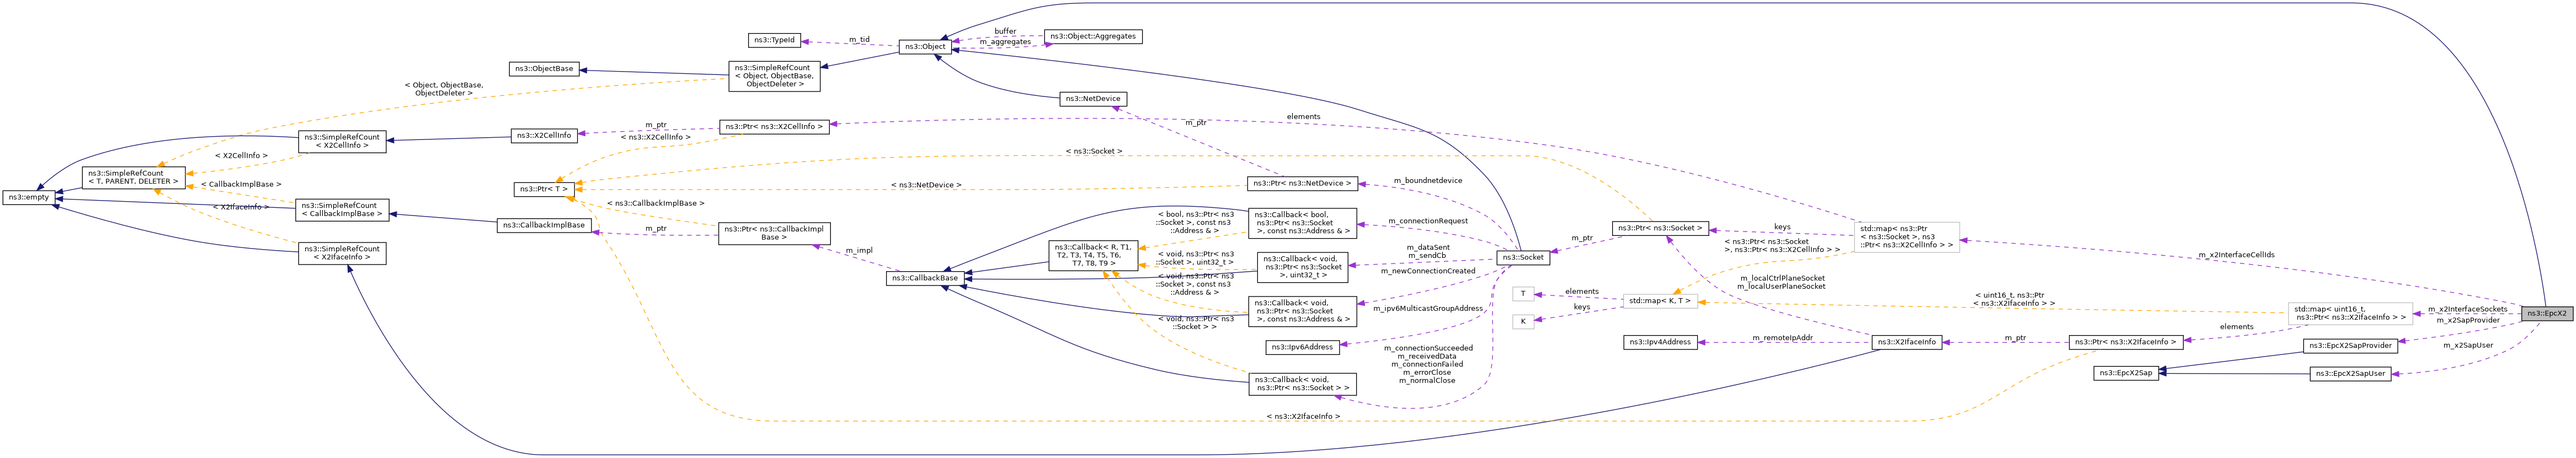 ns3::empty
ns3::SimpleRefCount
< T, PARENT, DELETER >
ns3::SimpleRefCount
< X2CellInfo >
ns3::SimpleRefCount
< CallbackImplBase >
ns3::SimpleRefCount
< X2IfaceInfo >
< X2CellInfo >
< CallbackImplBase >
< X2IfaceInfo >
< Object, ObjectBase,
ObjectDeleter >
ns3::ObjectBase
ns3::X2CellInfo
ns3::Ptr< T >
ns3::CallbackImplBase
m_ptr
< ns3::X2CellInfo >
< ns3::CallbackImplBase >
m_ptr
ns3::TypeId
ns3::SimpleRefCount
< Object, ObjectBase,
ObjectDeleter >
ns3::Ptr< ns3::X2CellInfo >
ns3::Ptr< ns3::CallbackImpl
Base >
m_tid
m_impl
ns3::Object
< ns3::NetDevice >
ns3::CallbackBase
buffer
m_aggregates
ns3::Object::Aggregates
ns3::NetDevice
< ns3::Socket >
ns3::Callback< R, T1,
T2, T3, T4, T5, T6,
T7, T8, T9 >
m_ptr
< bool, ns3::Ptr< ns3
::Socket >, const ns3
::Address & >
< void, ns3::Ptr< ns3
::Socket >, uint32_t >
< void, ns3::Ptr< ns3
::Socket >, const ns3
::Address & >
< void, ns3::Ptr< ns3
::Socket > >
elements
ns3::Ptr< ns3::NetDevice >
ns3::Callback< bool,
ns3::Ptr< ns3::Socket
>, const ns3::Address & >
ns3::Callback< void,
ns3::Ptr< ns3::Socket
>, uint32_t >
ns3::Callback< void,
ns3::Ptr< ns3::Socket
>, const ns3::Address & >
ns3::Ipv6Address
ns3::Callback< void,
ns3::Ptr< ns3::Socket > >
< ns3::X2IfaceInfo >
m_boundnetdevice
m_connectionRequest
m_dataSent
m_sendCb
m_newConnectionCreated
m_ipv6MulticastGroupAddress
m_connectionSucceeded
m_receivedData
m_connectionFailed
m_errorClose
m_normalClose
ns3::Socket
T
K
m_ptr
elements
keys
ns3::Ptr< ns3::Socket >
std::map< K, T >
ns3::Ipv4Address
keys
< ns3::Ptr< ns3::Socket
>, ns3::Ptr< ns3::X2CellInfo > >
m_localCtrlPlaneSocket
m_localUserPlaneSocket
m_remoteIpAddr
std::map< ns3::Ptr
< ns3::Socket >, ns3
::Ptr< ns3::X2CellInfo > >
ns3::X2IfaceInfo
< uint16_t, ns3::Ptr
< ns3::X2IfaceInfo > >
m_ptr
ns3::Ptr< ns3::X2IfaceInfo >
ns3::EpcX2Sap
m_x2InterfaceCellIds
elements
std::map< uint16_t,
ns3::Ptr< ns3::X2IfaceInfo > >
ns3::EpcX2SapProvider
ns3::EpcX2SapUser
m_x2InterfaceSockets
m_x2SapProvider
m_x2SapUser
ns3::EpcX2